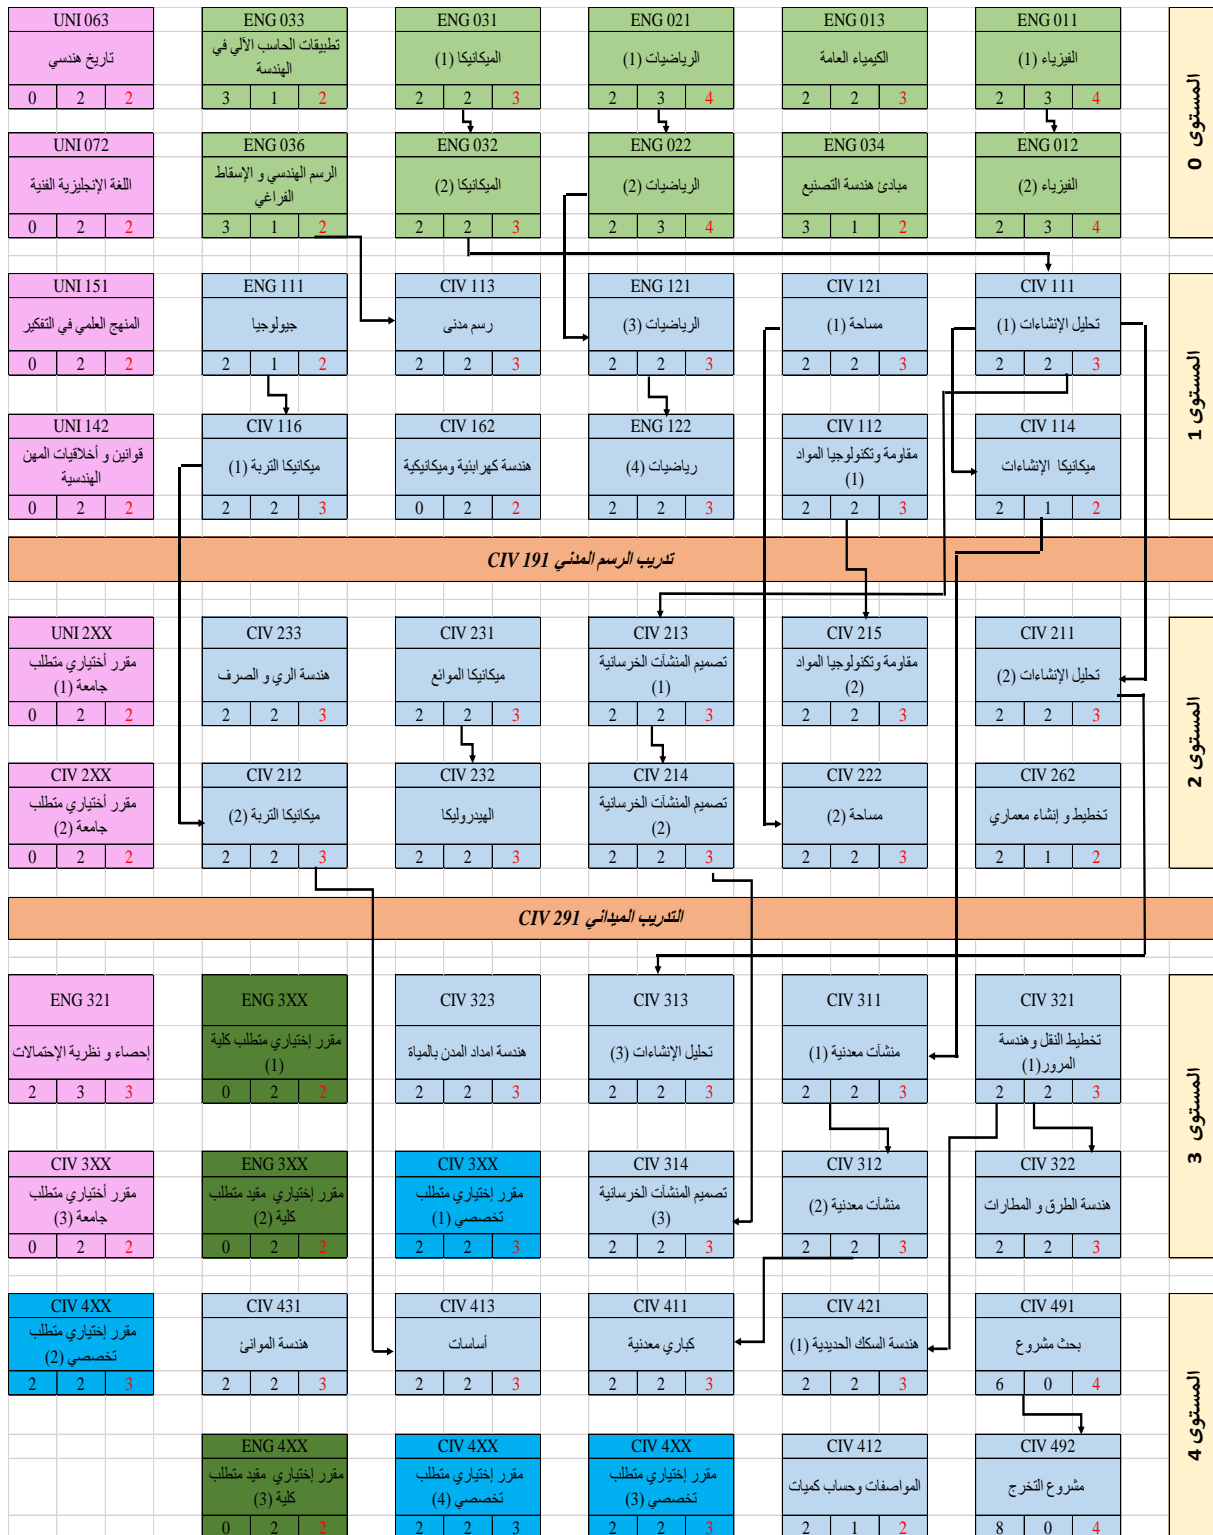 UNI 063
ENG 033
ENG 031
ENG 021
ENG 013
ENG 011
تاريخ هندسي
تطبيقات الحاسب الآلي في
الهندسة
الميكانيكا (1)
الرياضيات (1)
الكيمياء العامة
الفيزياء (1)
0 2 2
3 1 2
2 2 3
2 3 4
2 2 3
2 3 4
المستوى 0
UNI 072
ENG 036
ENG 032
ENG 022
ENG 034
ENG 012
اللغة الإنجليزية الفنية
الرسم الهندسي و الإسقاط
الفراغي
الميكانيكا (2)
الرياضيات (2)
مبادئ هندسة التصنيع
الفيزياء (2)
0 2 2
3 1 2
2 2 3
2 3 4
3 1 2
2 3 4
UNI 151
ENG 111
CIV 113
ENG 121
CIV 121
CIV 111
المنهج العلمي في التفكير
جيولوجيا
رسم مدنى
الرياضيات (3)
مساحة (1)
تحليل الإنشاءات (1)
0 2 2
2 1 2
2 2 3
2 2 3
2 2 3
2 2 3
المستوى 1
UNI 142
CIV 116
CIV 162
ENG 122
CIV 112
CIV 114
قوانين و أخلاقيات المهن
الهندسية
ميكانيكا التربة (1)
هندسة كهرابئية وميكانيكية
رياضيات (4)
مقاومة وتكنولوجيا المواد
(1)
ميكانيكا الإنشاءات
0 2 2
2 2 3
0 2 2
2 2 3
2 2 3
2 1 2
تدريب الرسم المدني CIV 191
UNI 2XX
CIV 233
CIV 231
CIV 213
CIV 215
CIV 211
مقرر أختياري متطلب
جامعة (1)
هندسة الري و الصرف
ميكانيكا الموائع
تصميم المنشآت الخرسانية
(1)
مقاومة وتكنولوجيا المواد
(2)
تحليل الإنشاءات (2)
0 2 2
2 2 3
2 2 3
2 2 3
2 2 3
2 2 3
المستوى 2
CIV 2XX
CIV 212
CIV 232
CIV 214
CIV 222
CIV 262
مقرر أختياري متطلب
جامعة (2)
ميكانيكا التربة (2)
الهيدروليكا
تصميم المنشآت الخرسانية
(2)
مساحة (2)
تخطيط و إنشاء معماري
0 2 2
2 2 3
2 2 3
2 2 3
2 2 3
2 1 2
التدريب الميداني CIV 291
ENG 321
ENG 3XX
CIV 323
CIV 313
CIV 311
CIV 321
إحصاء و نظرية الإحتمالات
مقرر إختياري متطلب كلية
(1)
هندسة امداد المدن بالمياة
تحليل الإنشاءات (3)
منشآت معدنية (1)
تخطيط النقل وهندسة
المرور(1)
2 3 3
0 2 2
2 2 3
2 2 3
2 2 3
2 2 3
المستوى 3
CIV 3XX
ENG 3XX
CIV 3XX
CIV 314
CIV 312
CIV 322
مقرر أختياري متطلب
جامعة (3)
مقرر إختياري مقيد متطلب
كلية (2)
مقرر إختياري متطلب
تخصصي (1)
تصميم المنشآت الخرسانية
(3)
منشآت معدنية (2)
هندسة الطرق و المطارات
0 2 2
0 2 2
2 2 3
2 2 3
2 2 3
2 2 3
CIV 4XX
CIV 431
CIV 413
CIV 411
CIV 421
CIV 491
مقرر إختياري متطلب
تخصصي (2)
هندسة الموانئ
أساسات
كباري معدنية
هندسة السكك الحديدية (1)
بحث مشروع
2 2 3
2 2 3
2 2 3
2 2 3
2 2 3
6 0 4
المستوى 4
ENG 4XX
CIV 4XX
CIV 4XX
CIV 412
CIV 492
مقرر إختياري مقيد متطلب
كلية (3)
مقرر إختياري متطلب
تخصصي (4)
مقرر إختياري متطلب
تخصصي (3)
المواصفات وحساب كميات
مشروع التخرج
0 2 2
2 2 3
2 2 3
2 1 2
8 0 4